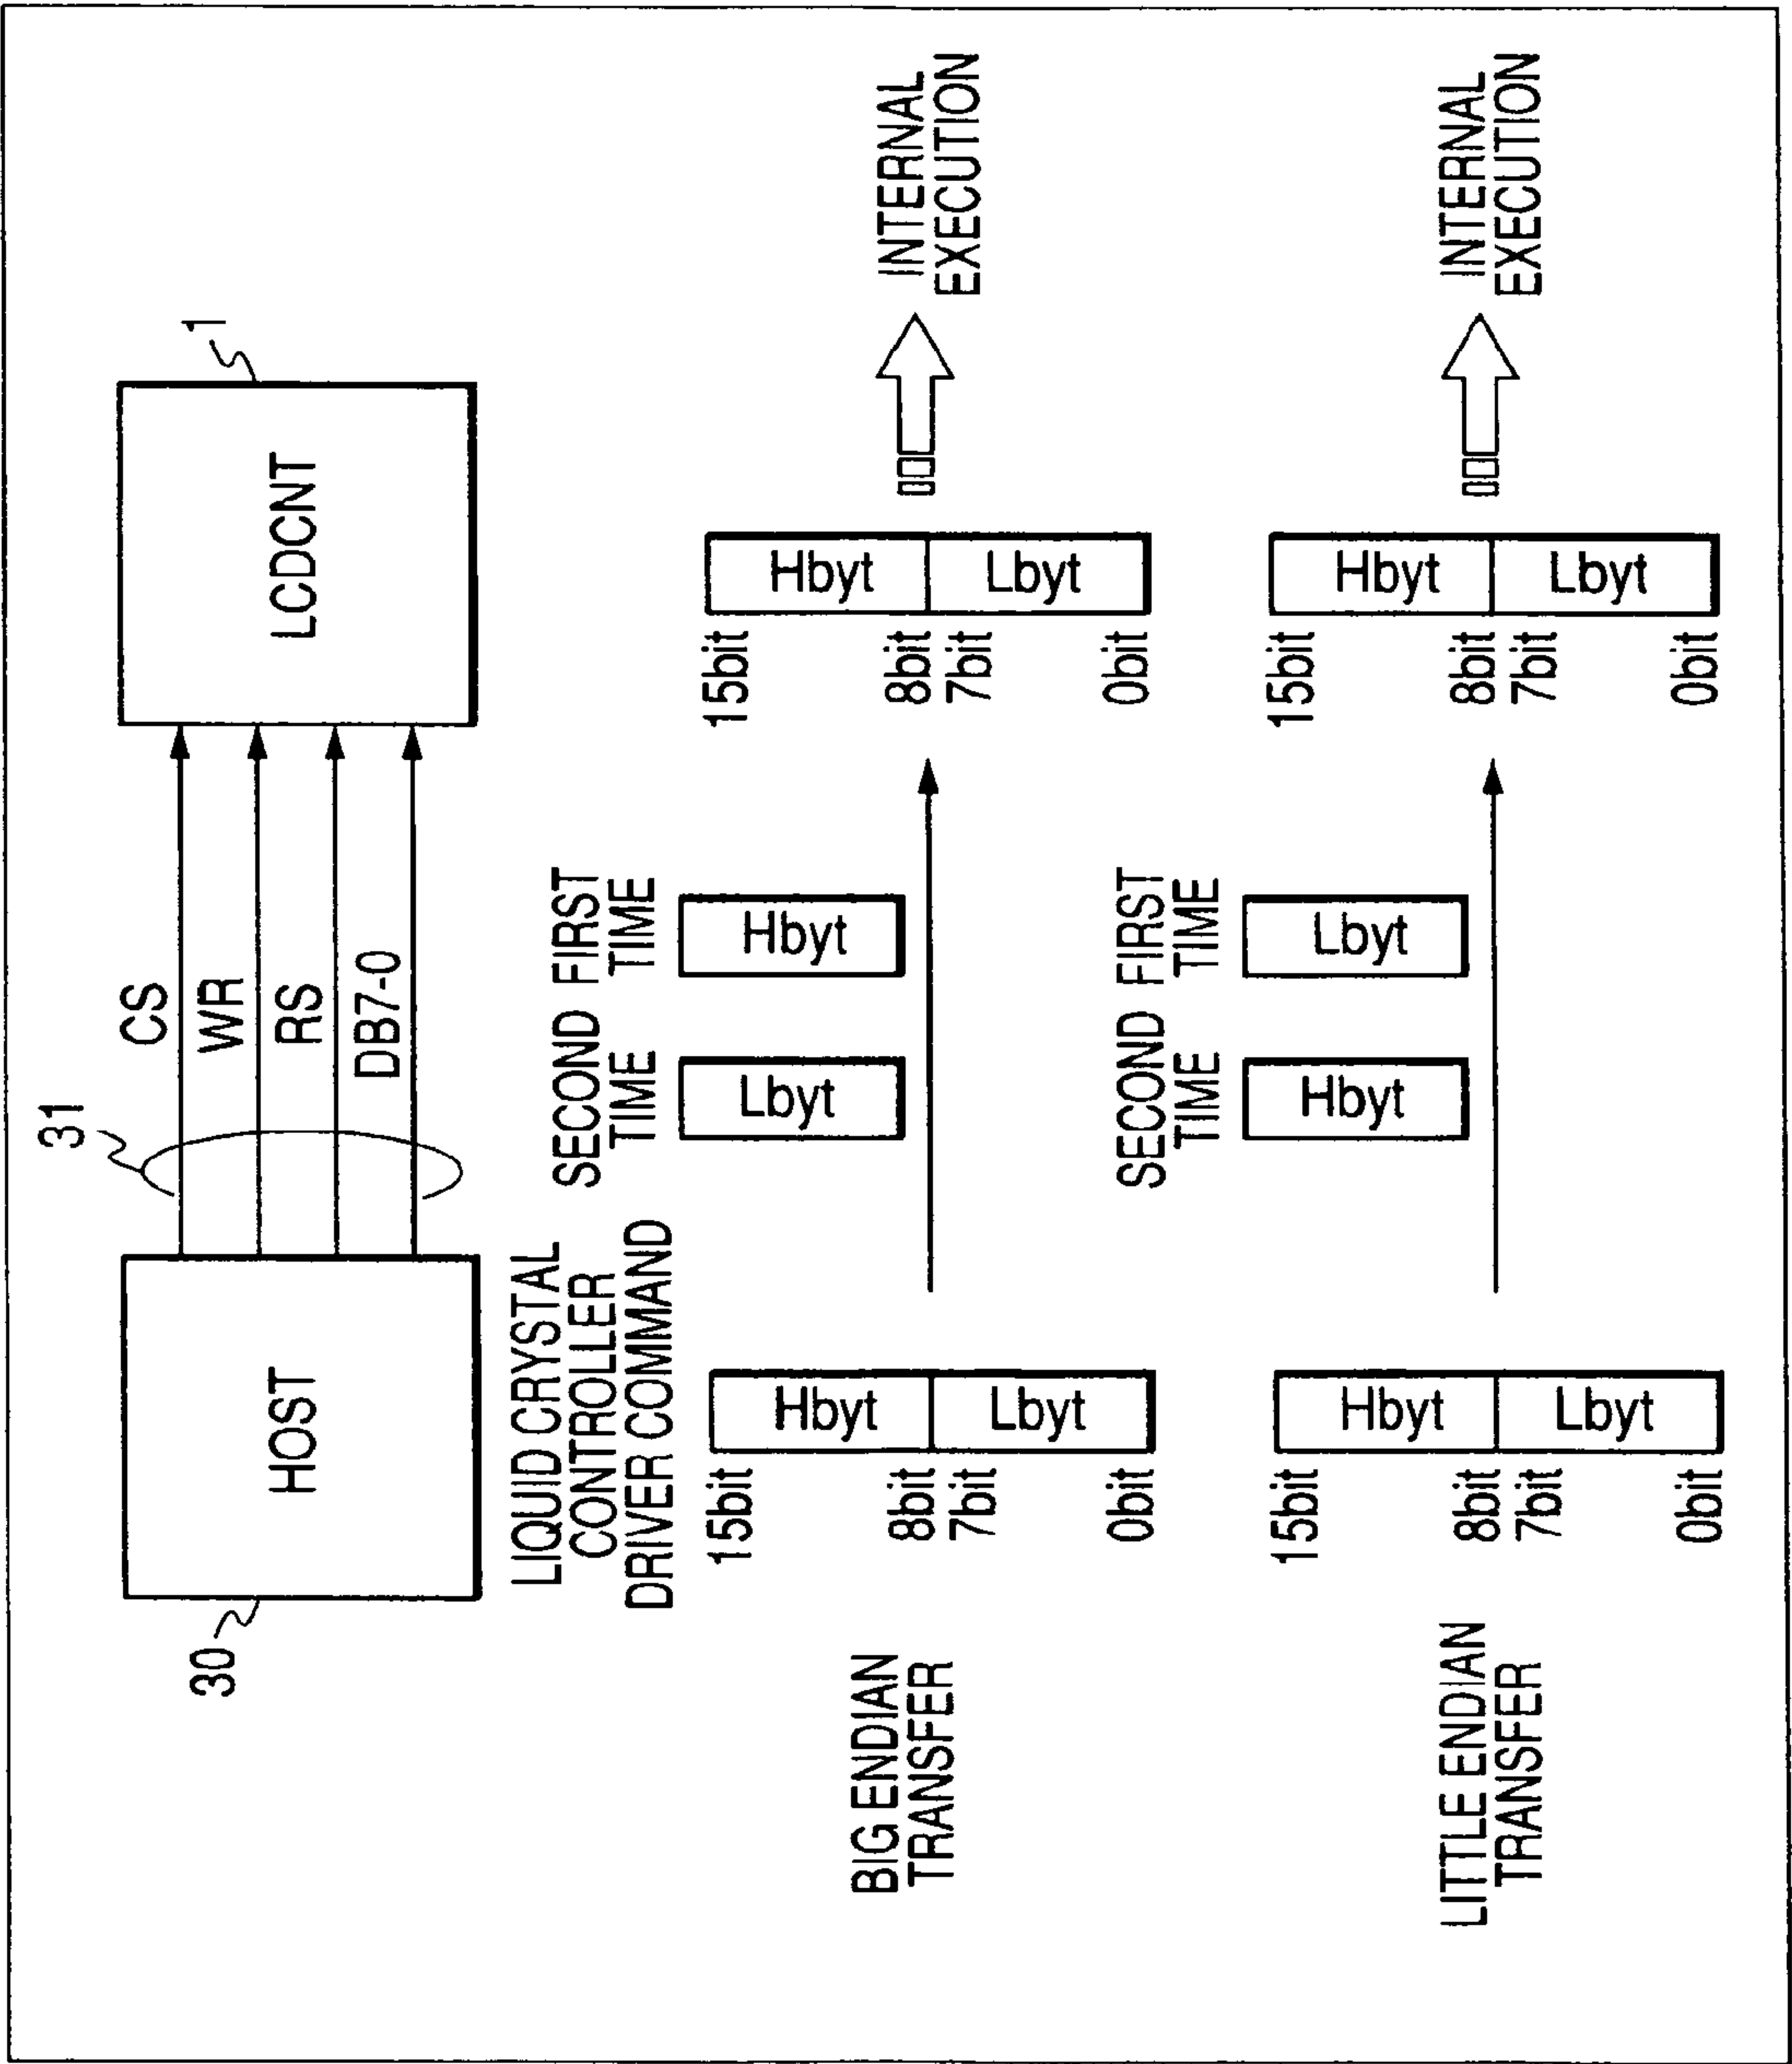 31
CS
WR
RS
DB7-0
30
HOST
LCDCNT
1
LIQUID CRYSTAL
CONTROLLER
DRIVER COMMAND
SECOND
TIME
FIRST
TIME
BIG ENDIAN
TRANSFER
15bit
8bit
7bit
0bit
Hbyt
Lbyt
Lbyt
Hbyt
15bit
8bit
7bit
0bit
Hbyt
Lbyt
INTERNAL
EXECUTION
SECOND
TIME
FIRST
TIME
LITTLE ENDIAN
TRANSFER
15bit
8bit
7bit
0bit
Hbyt
Lbyt
Hbyt
Lbyt
15bit
8bit
7bit
0bit
Hbyt
Lbyt
INTERNAL
EXECUTION